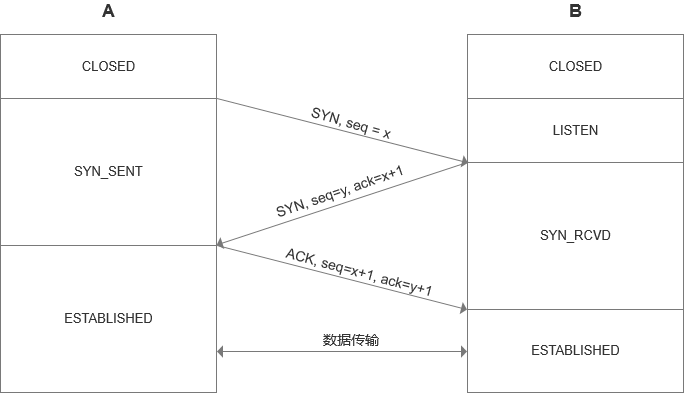 A
B
CLOSED
CLOSED
SYN, seq = x
LISTEN
SYN_SENT
SYN, seq=y, ack=x+1
SYN_RCVD
ACK, seq=x+1, ack=y+1
ESTABLISHED
数据传输
ESTABLISHED